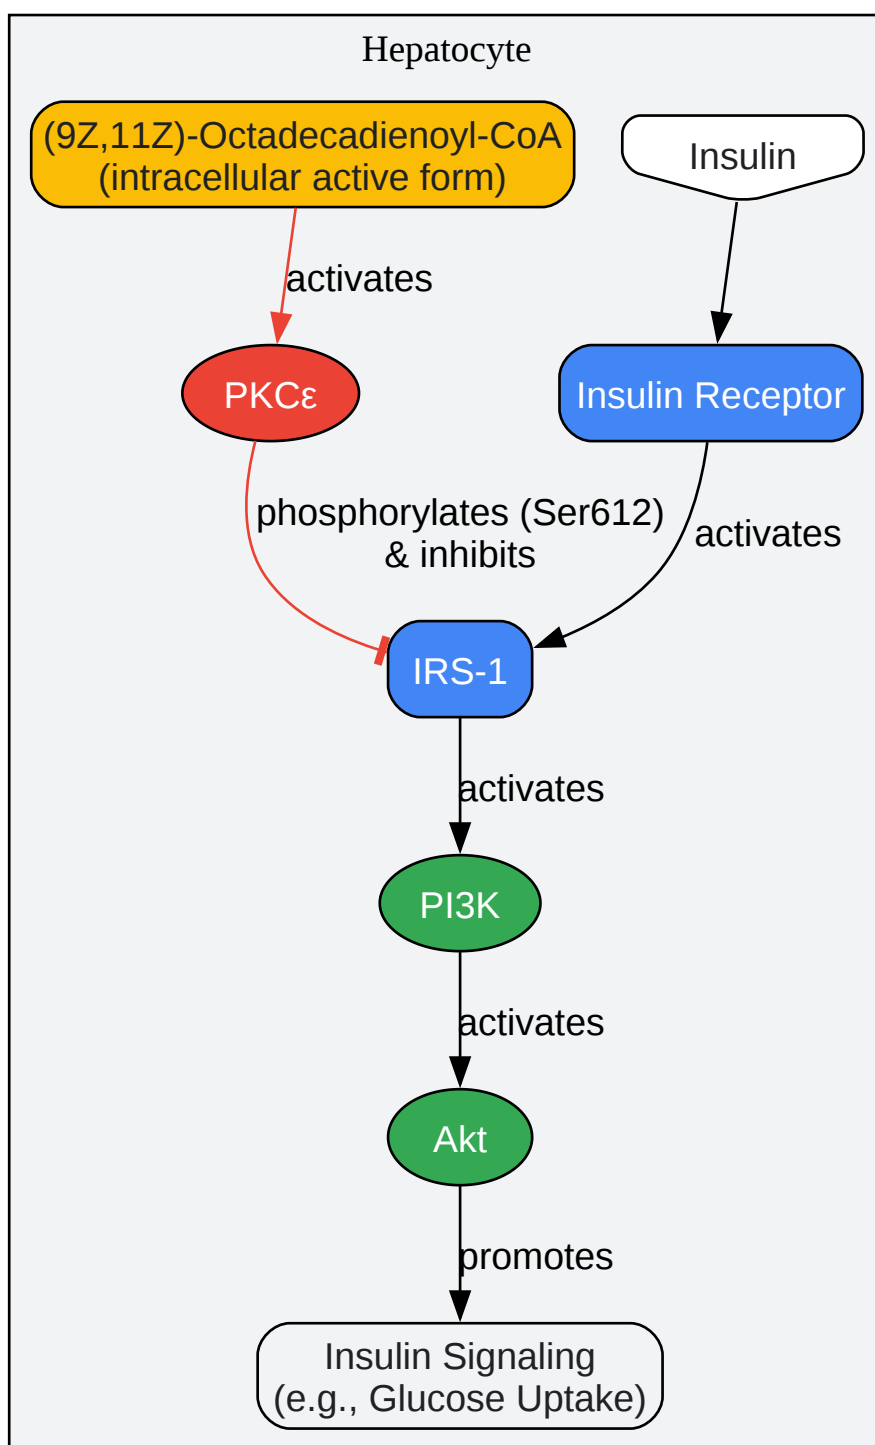 Hepatocyte
(9Z,11Z)-Octadecadienoyl-CoA
(intracellular active form)
Insulin
activates
PKCε
Insulin Receptor
phosphorylates (Ser612)
& inhibits
activates
IRS-1
activates
PI3K
activates
Akt
promotes
Insulin Signaling
(e.g., Glucose Uptake)